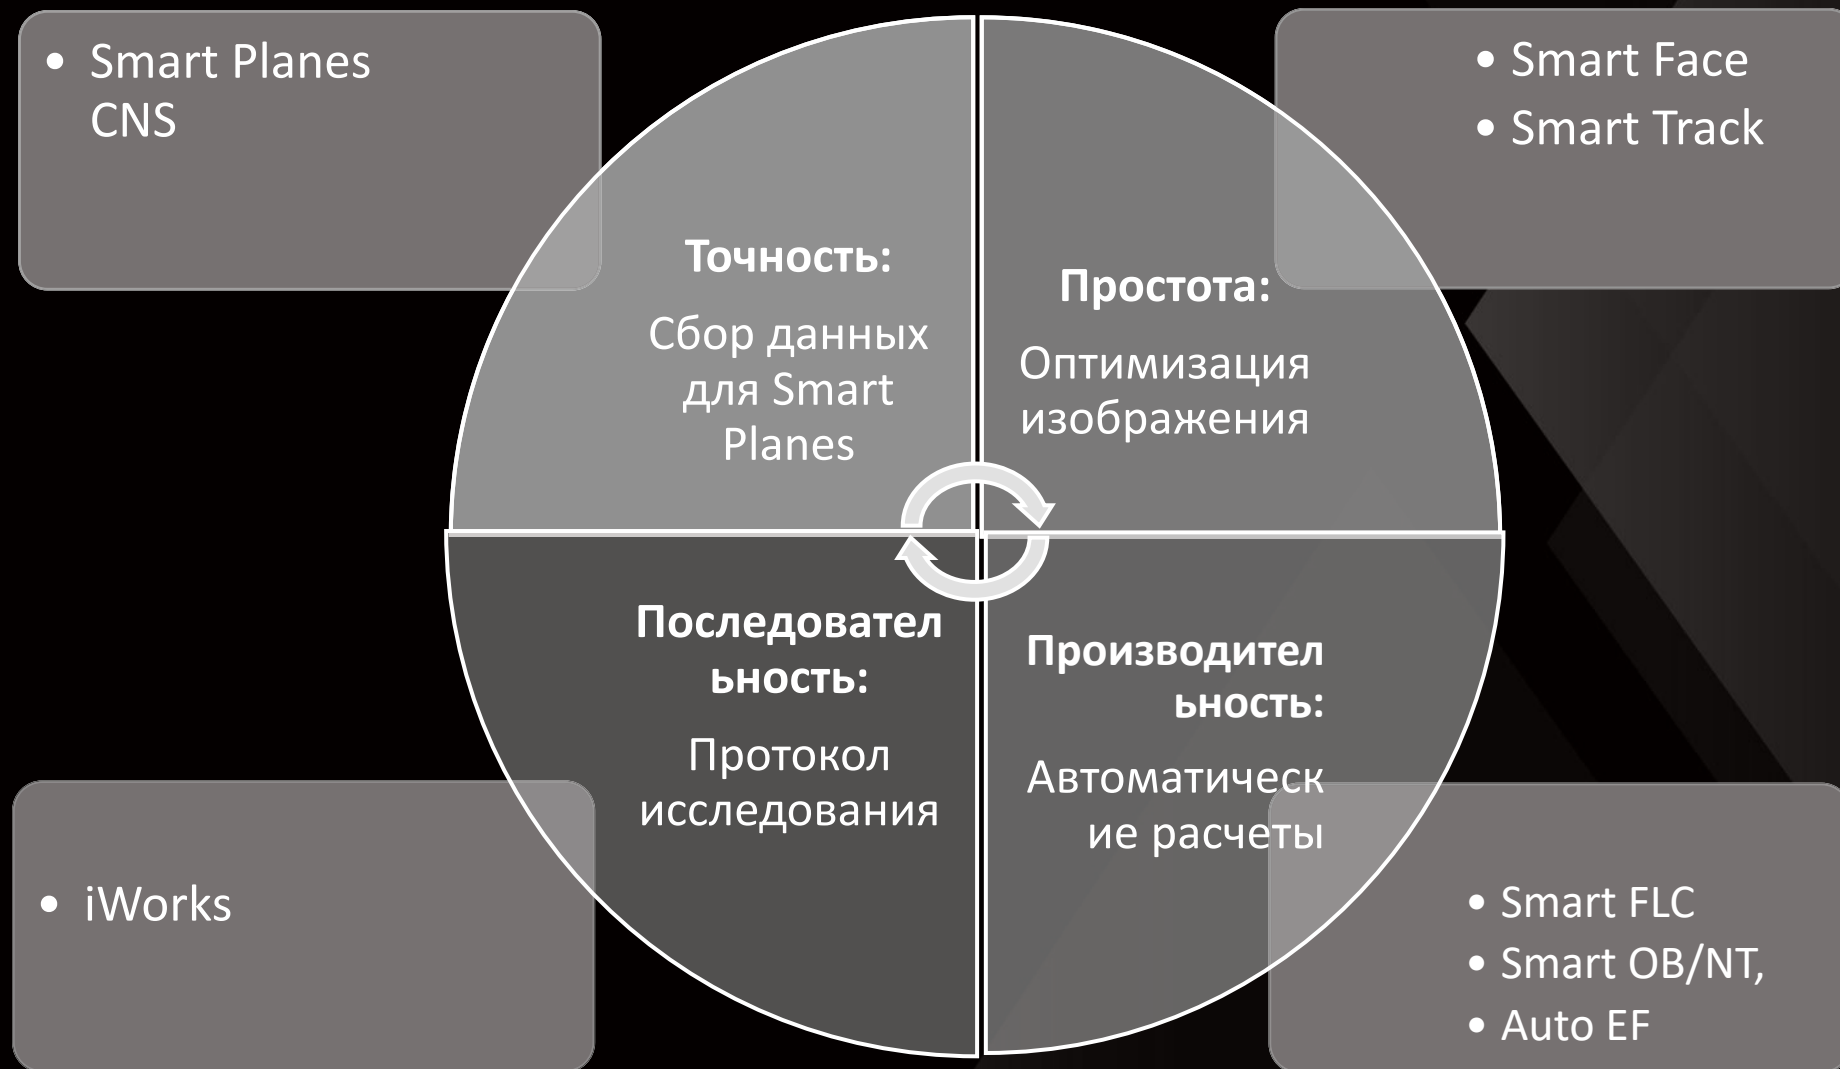 • Smart Planes
CNS
• Smart Face
• Smart Track
Точность:
Сбор данных
для Smart
Planes
Простота:
Оптимизация
изображения
Последовател
ьность:
Протокол
исследования
Производител
ьность:
Автоматическ
ие расчеты
• iWorks
• Smart FLC
• Smart OB/NT,
• Auto EF